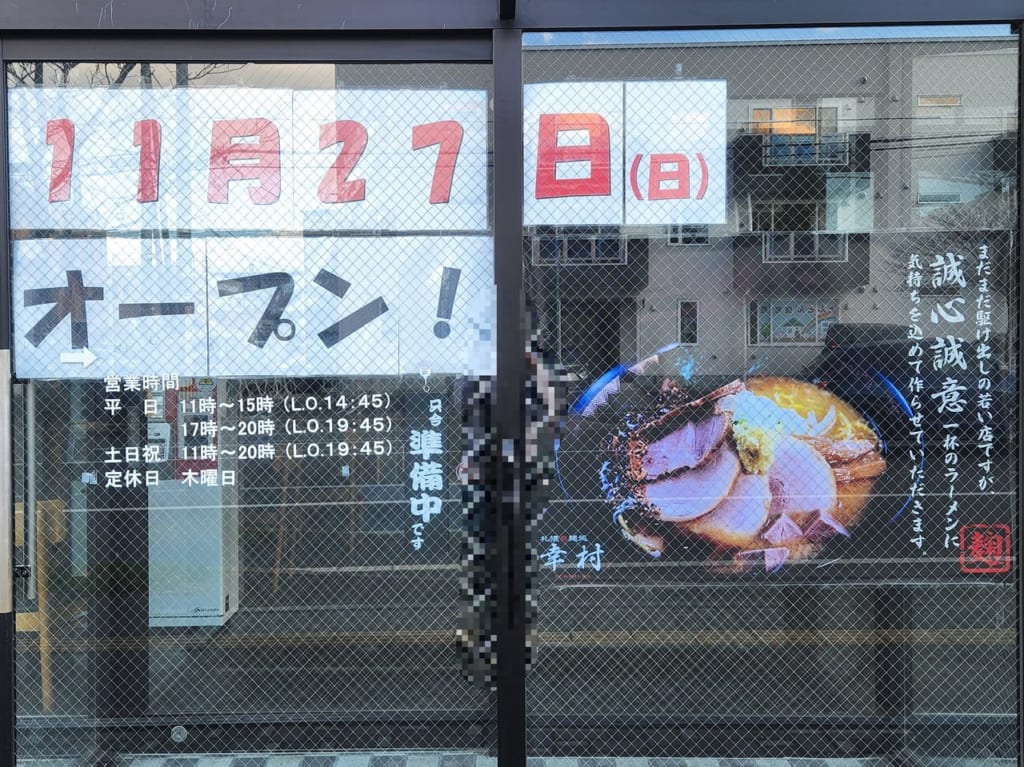 11月27日(日)
オープン!
営業時間
平 日 11時～15時(L.O.14:45)
17時～20時(L.O.19:45)
土日祝 11時～20時(L.O.19:45)
定休日 木曜日
只今
準備中です
まだまだ駆け出しの若い店ですが、
誠心誠意一杯のラーメンに
気持ちを込めて作らせていただきます。
札幌麺処
幸村